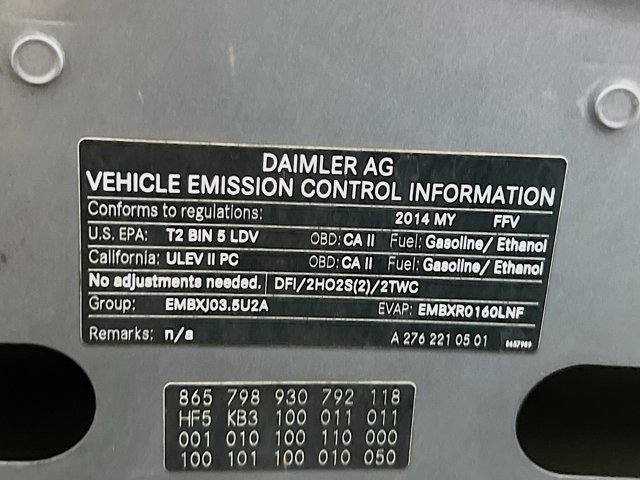 DAIMLER AG
VEHICLE EMISSION CONTROL INFORMATION
Conforms to regulations: 2014 MY FFV
U.S. EPA: T2 BIN 5 LDV OBD: CA II Fuel: Gasoline/ Ethanol
California: ULEV II PC OBD: CA II Fuel: Gasoline/ Ethanol
No adjustments needed. DFI/2HO2S(2)/2TWC
Group: EMBXJ03.5U2A EVAP: EMBXR0160LNF
Remarks: n/a A 276 221 05 01
865 798 930 792 118
HF5 KB3 100 011 011
001 010 100 110 000
100 101 100 010 050